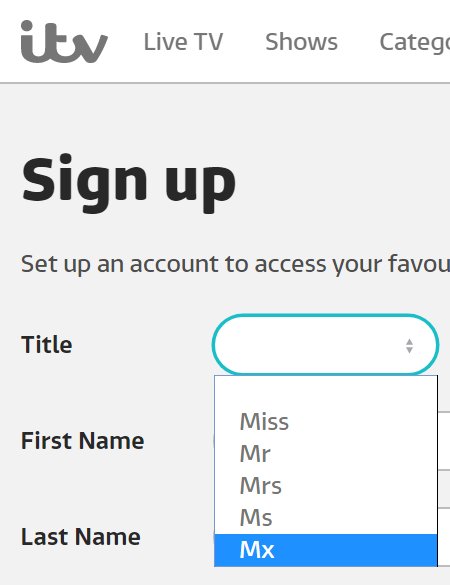 itv Live TV Shows Catego
Sign up
Set up an account to access your favou
Title
Miss
First Name
Mr
Mrs
Ms
Last Name
Mx